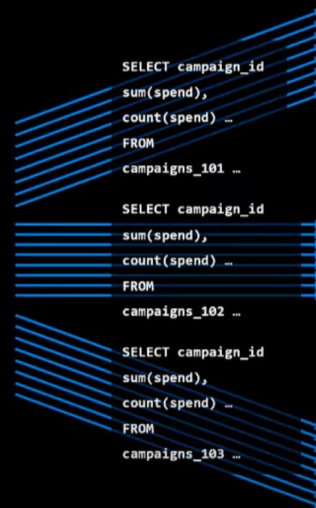 SELECT campaign_id
sum(spend),
count(spend) …
FROM
campaigns_101 …
SELECT campaign_id
sum(spend),
count(spend) …
FROM
campaigns_102 …
SELECT campaign_id
sum(spend),
count(spend) …
FROM
campaigns_103 …